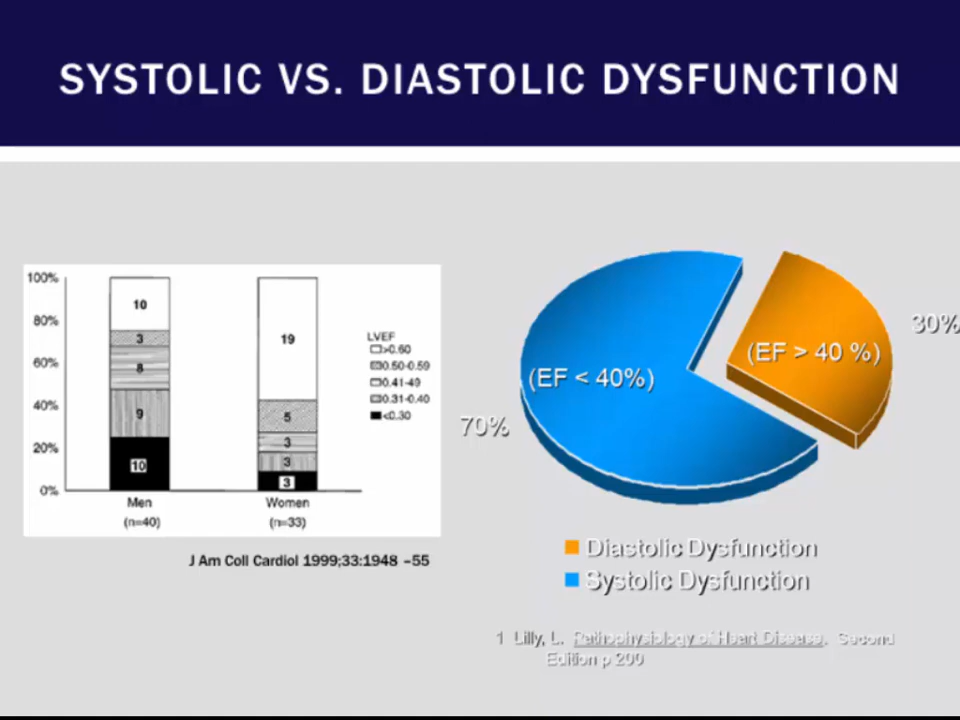 SYSTOLIC VS. DIASTOLIC DYSFUNCTION
100%
80%
60%
40%
20%
0%
10
3
8
9
10
19
5
3
3
3
Men
(n=40)
Women
(n=33)
LVEF
>0.60
0.50-0.59
0.41-49
0.31-0.40
<0.30
J Am Coll Cardiol 1999;33:1948 –55
(EF < 40%)
(EF > 40 %)
30%
70%
Diastolic Dysfunction
Systolic Dysfunction
1 Lilly, L. Pathophysiology of Heart Disease. Second
Edition p 200